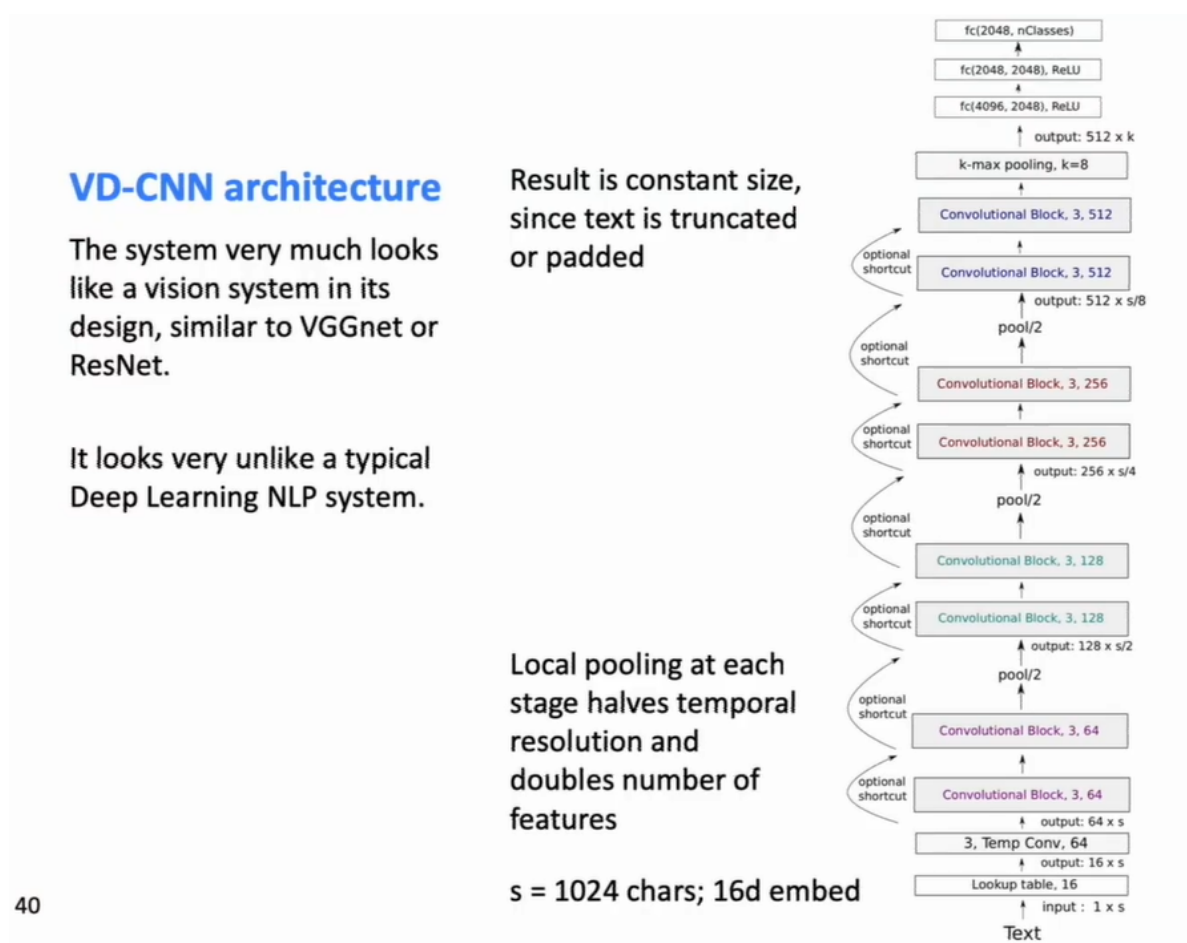 VD-CNN architecture
The system very much looks
like a vision system in its
design, similar to VGGnet or
ResNet.
It looks very unlike a typical
Deep Learning NLP system.
40
Result is constant size,
since text is truncated
or padded
Local pooling at each
stage halves temporal
resolution and
doubles number of
features
s = 1024 chars; 16d embed
fc(2048, nClasses)
fc(2048, 2048), ReLU
fc(4096, 2048), ReLU
output: 512 x k
k-max pooling, k=8
Convolutional Block, 3, 512
optional
shortcut
Convolutional Block, 3, 512
output: 512 x s/8
pool/2
optional
shortcut
Convolutional Block, 3, 256
optional
shortcut
Convolutional Block, 3, 256
output: 256 x s/4
pool/2
optional
shortcut
Convolutional Block, 3, 128
optional
shortcut
Convolutional Block, 3, 128
output: 128 x s/2
pool/2
optional
shortcut
Convolutional Block, 3, 64
optional
shortcut
Convolutional Block, 3, 64
output: 64 x s
3, Temp Conv, 64
output: 16 x s
Lookup table, 16
input : 1 x s
Text